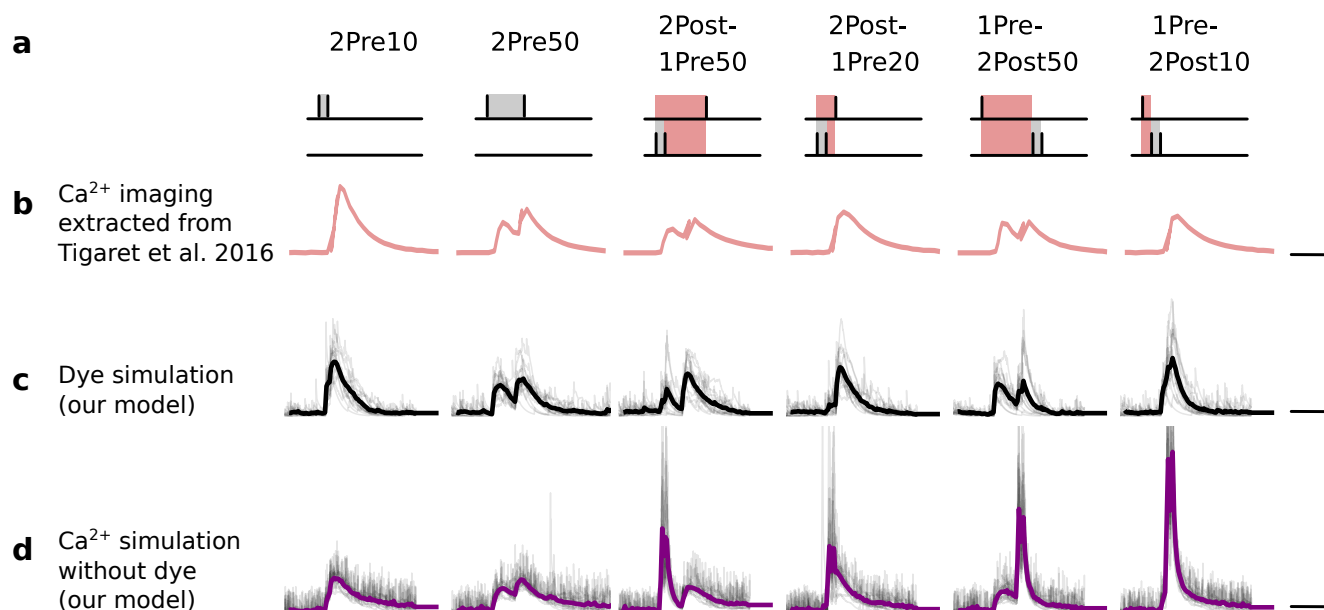 a
2Pre10
2Pre50
2Post-
1Pre50
2Post-
1Pre20
1Pre-
2Post50
1Pre-
2Post10
b
Ca²⁺ imaging
extracted from
Tigaret et al. 2016
c
Dye simulation
(our model)
d
Ca²⁺ simulation
without dye
(our model)